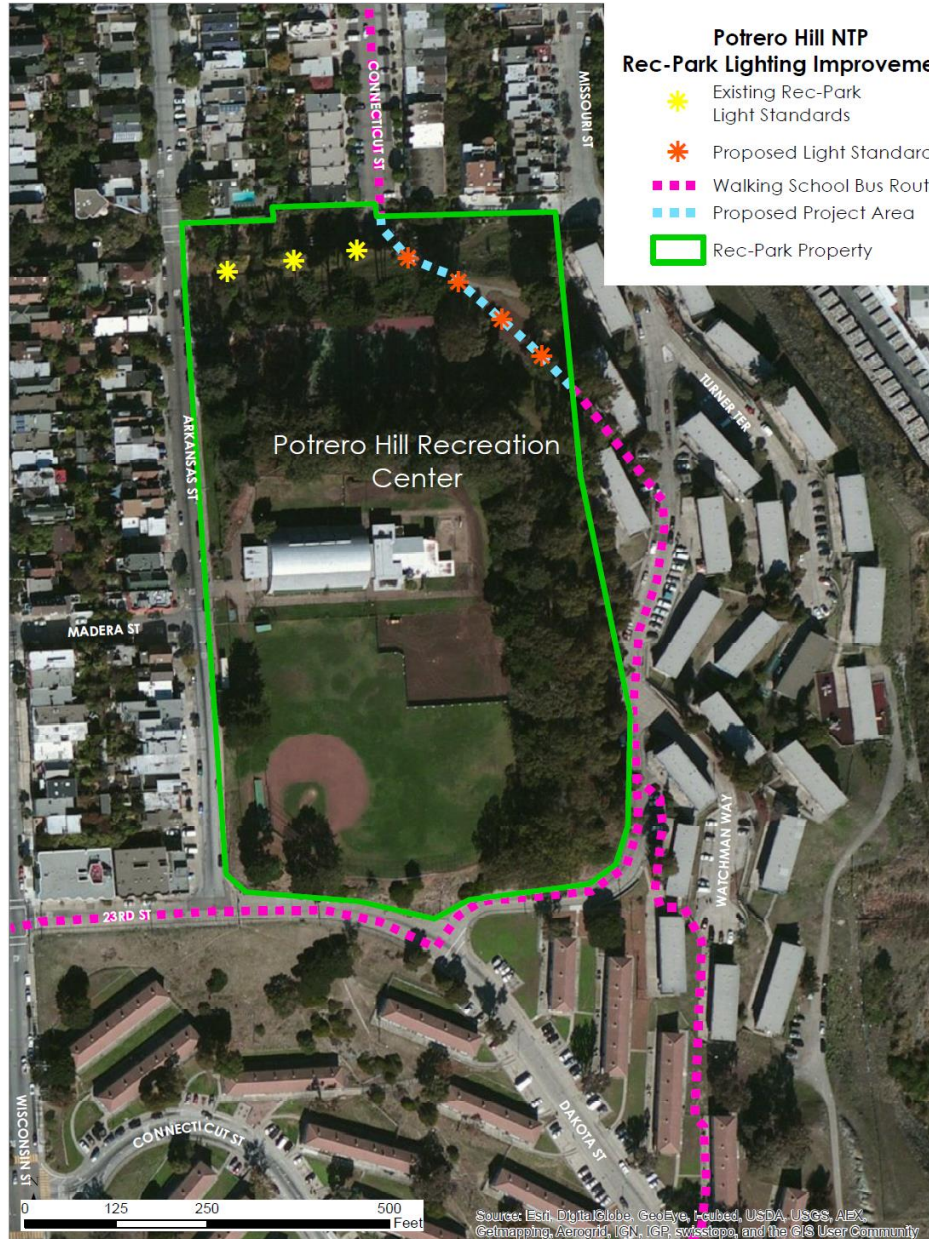 Potrero Hill NTP
Rec-Park Lighting Improveme
Existing Rec-Park
Light Standards
Proposed Light Standard
Walking School Bus Rout
Proposed Project Area
Rec-Park Property
CONNECTICUT ST
MISSOURI ST
TURNER TER
ARKANSAS ST
Potrero Hill Recreation
Center
MADERA ST
WATCHMAN WAY
23RD ST
WISCONSIN ST
CONNECTICUT ST
DAKOTA ST
0 125 250 500
Feet
Source: Esri, DigitalGlobe, GeoEye, i-cubed, USDA, USGS, AEX,
Getmapping, Aerogrid, IGN, IGP, swisstopo, and the GIS User Community